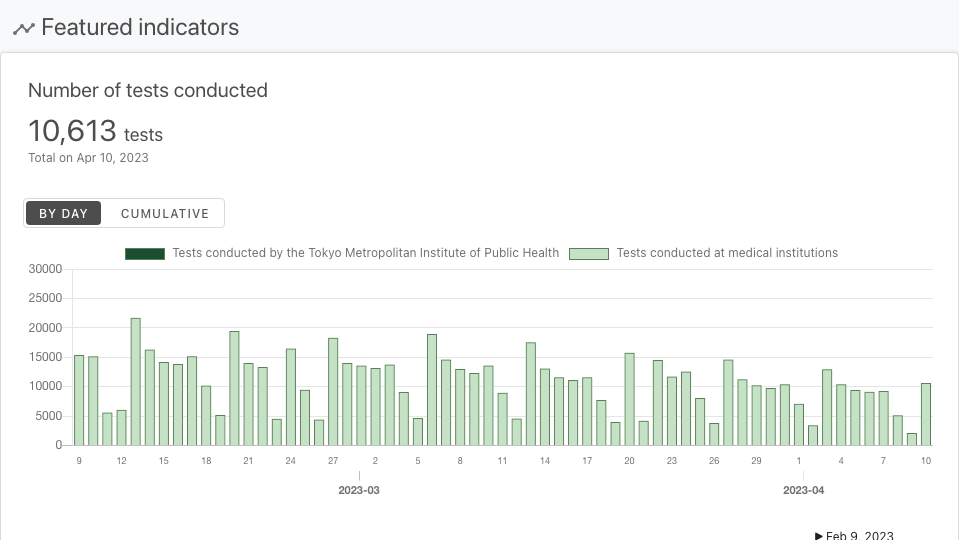 Featured indicators
Number of tests conducted
10,613 tests
Total on Apr 10, 2023
BY DAY CUMULATIVE
Tests conducted by the Tokyo Metropolitan Institute of Public Health Tests conducted at medical institutions
30000
25000
20000
15000
10000
5000
0
9 12 15 18 21 24 27 2 5 8 11 14 17 20 23 26 29 1 4 7 10
2023-03 2023-04
▶ Feb 9, 2023